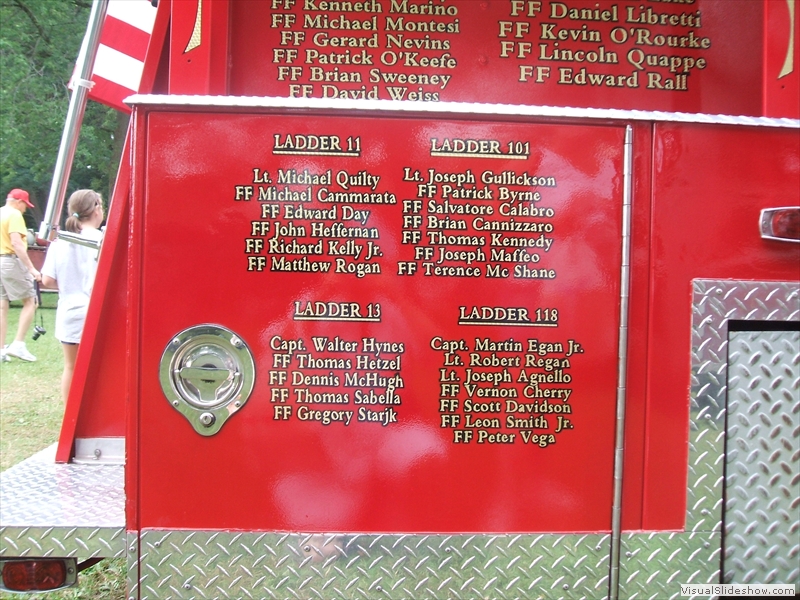 FF Kenneth Marino
FF Michael Montesi
FF Gerard Nevins
FF Patrick O'Keefe
FF Brian Sweeney
FF David Weiss
FF Daniel Libretti
FF Kevin O'Rourke
FF Lincoln Quappe
FF Edward Rall
LADDER 11
Lt. Michael Quilty
FF Michael Cammarata
FF Edward Day
FF John Heffernan
FF Richard Kelly Jr.
FF Matthew Rogan
LADDER 101
Lt. Joseph Gullickson
FF Patrick Byrne
FF Salvatore Calabro
FF Brian Cannizzaro
FF Thomas Kennedy
FF Joseph Maffeo
FF Terence Mc Shane
LADDER 13
Capt. Walter Hynes
FF Thomas Hetzel
FF Dennis McHugh
FF Thomas Sabella
FF Gregory Starjk
LADDER 118
Capt. Martin Egan Jr.
Lt. Robert Regan
Lt. Joseph Agnello
FF Vernon Cherry
FF Scott Davidson
FF Leon Smith Jr.
FF Peter Vega
VisualSlideshow.com